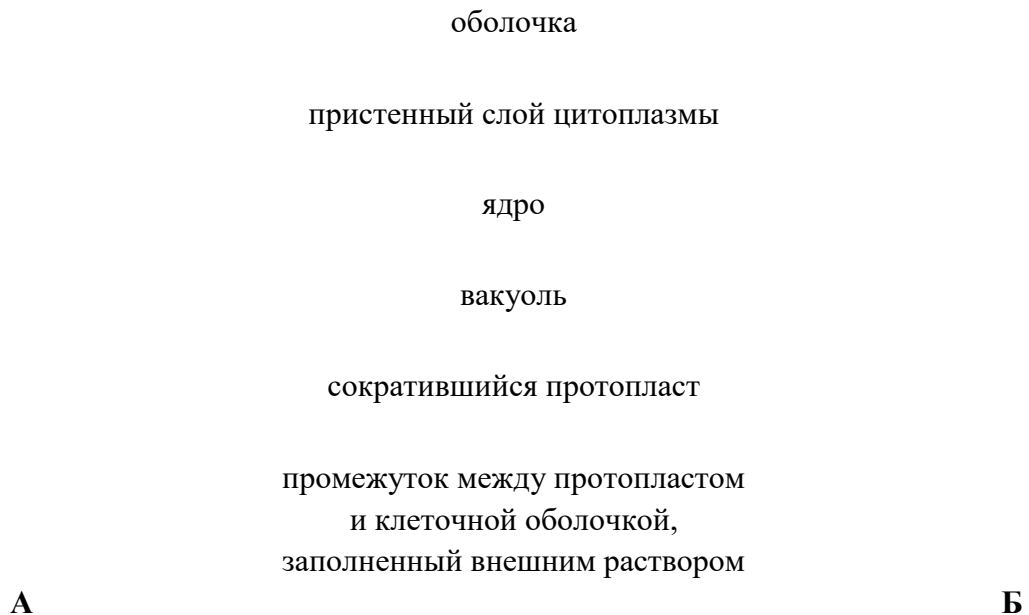 оболочка
пристенный слой цитоплазмы
ядро
вакуоль
сократившийся протопласт
промежуток между протопластом
и клеточной оболочкой,
заполненный внешним раствором
А Б